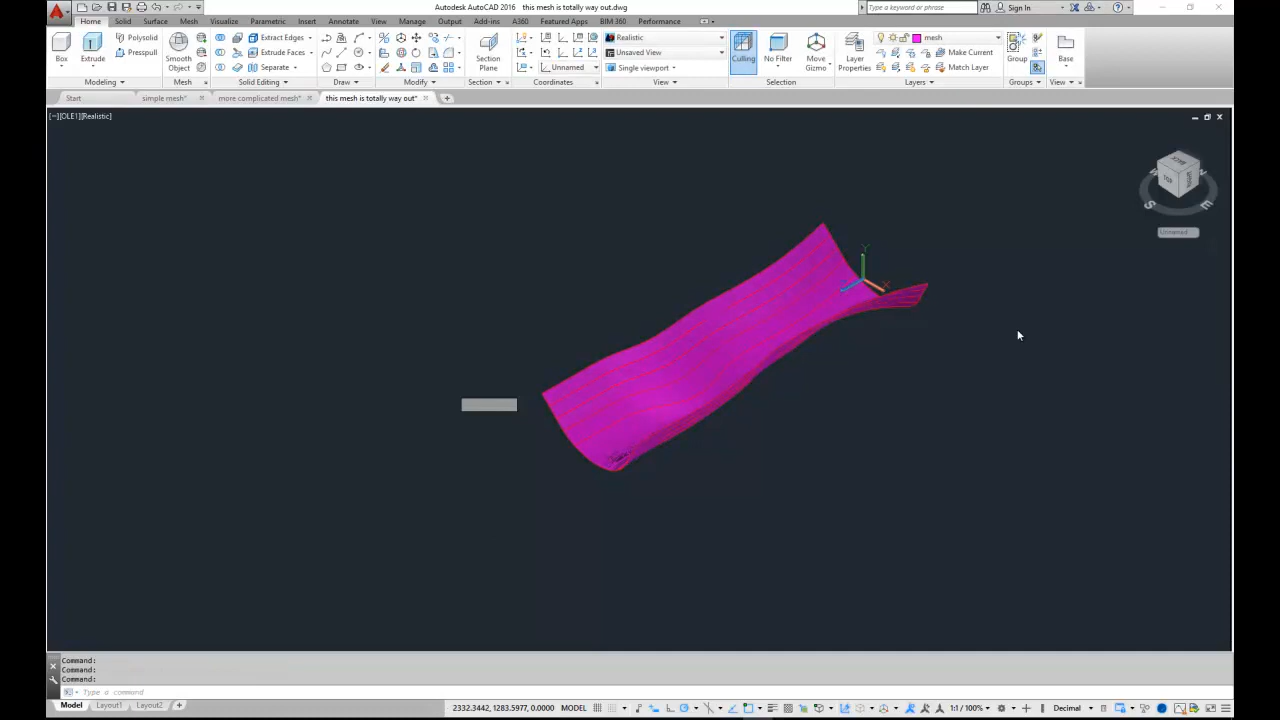 Autodesk AutoCAD 2016 this mesh is totally way out.dwg
Type a keyword or phrase
Sign In
Home Solid Surface Mesh Visualize Parametric Insert Annotate View Manage Output Add-ins A360 Featured Apps BIM 360 Performance
Box
Extrude
Polysolid
Presspull
Smooth
Object
Extract Edges
Extrude Faces
Separate
Section
Plane
Unnamed
Realistic
Unsaved View
Single viewport
Culling
No Filter
Move
Gizmo
Layer
Properties
mesh
Make Current
Match Layer
Group
Base
Modeling
Mesh
Solid Editing
Draw
Modify
Section
Coordinates
View
Selection
Layers
Groups
View
Start
simple mesh*
more complicated mesh*
this mesh is totally way out*
[−][OLE1][Realistic]
S
E
Unnamed
Y
X
Command:
Command:
Command:
Type a command
Model Layout1 Layout2
2332.3442, 1283.5977, 0.0000 MODEL
1:1 / 100%
Decimal